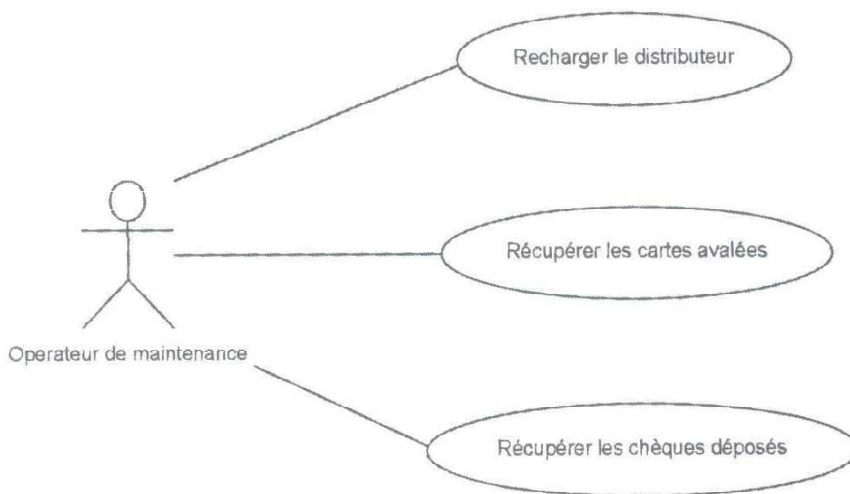 Recharger le distributeur
Récupérer les cartes avalées
Operateur de maintenance
Récupérer les chèques déposés